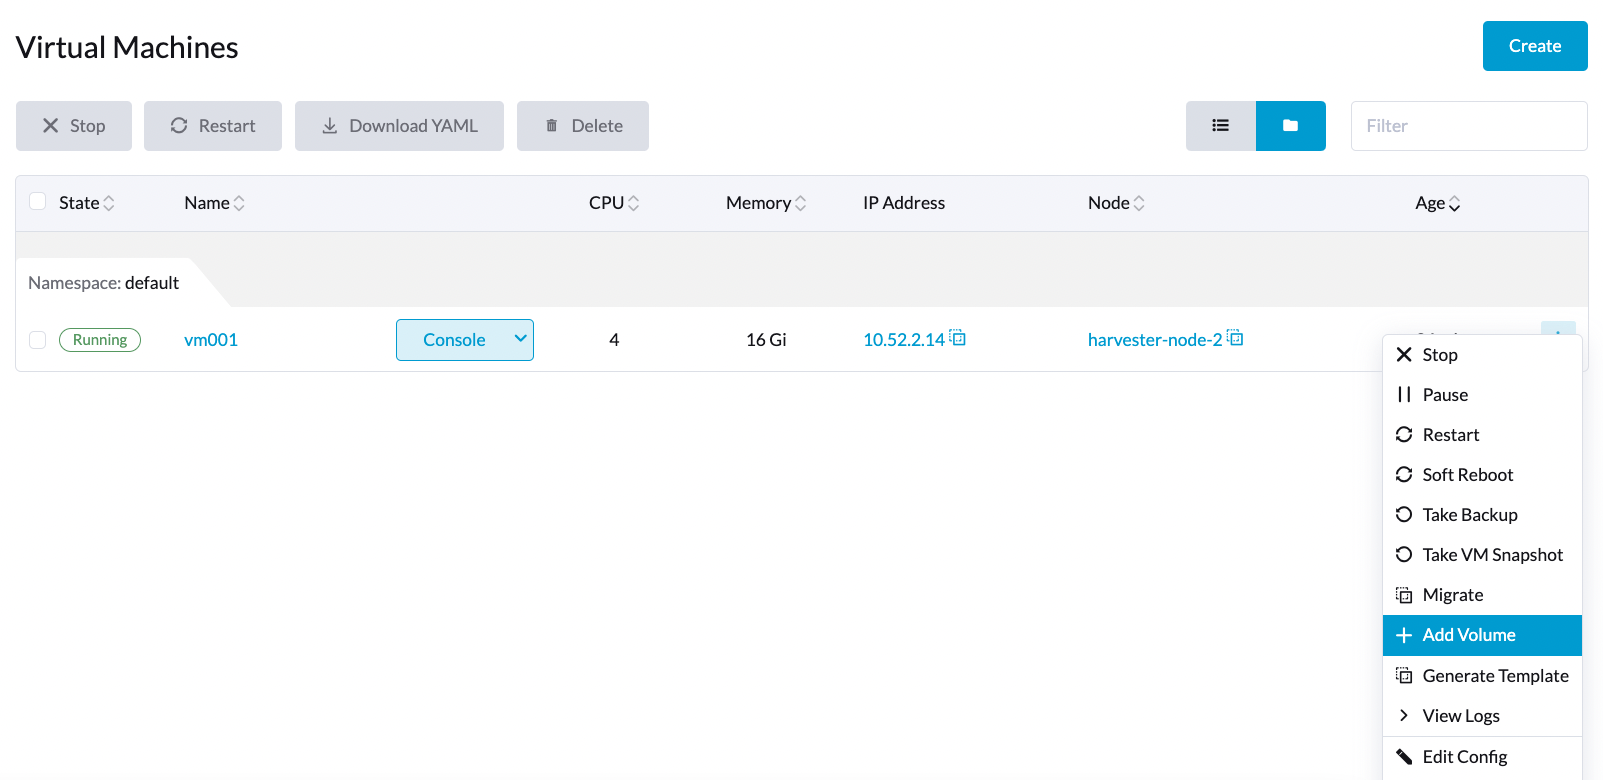 Virtual Machines
Create
Stop
Restart
Download YAML
Delete
Filter
State
Name
CPU
Memory
IP Address
Node
Age
Namespace: default
Running
vm001
Console
4
16 Gi
10.52.2.14
harvester-node-2
Stop
Pause
Restart
Soft Reboot
Take Backup
Take VM Snapshot
Migrate
Add Volume
Generate Template
View Logs
Edit Config